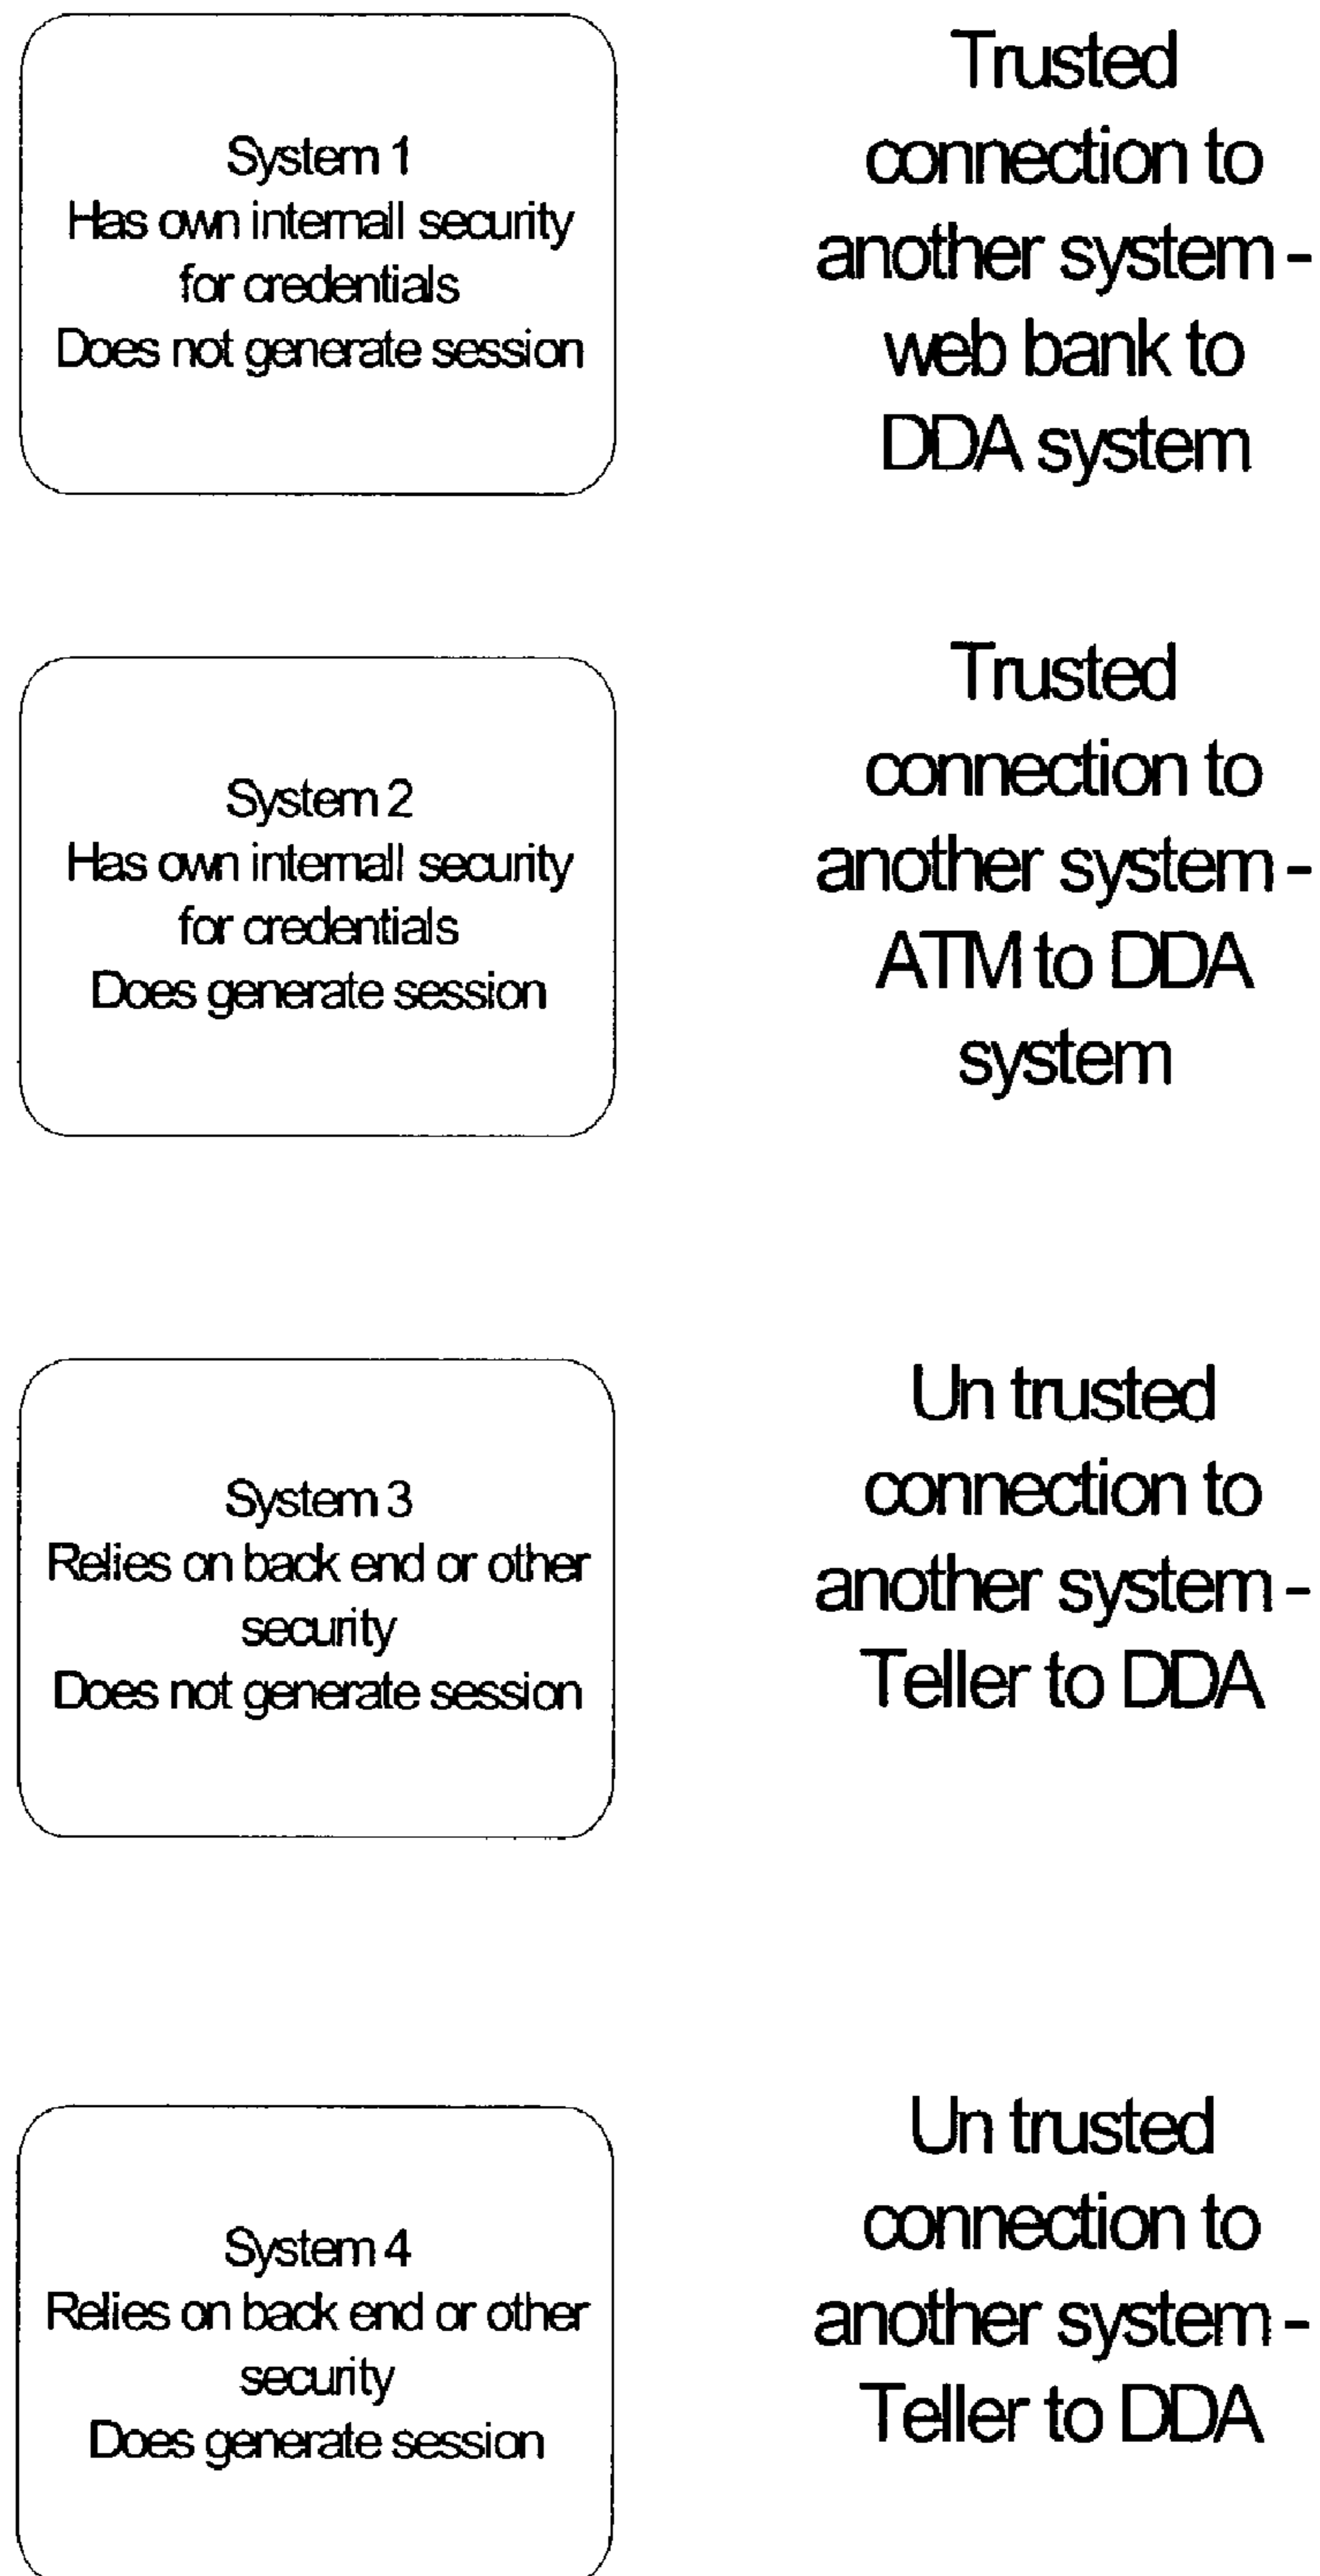 System 1
Has own internall security
for credentials
Does not generate session
Trusted
connection to
another system -
web bank to
DDA system
System 2
Has own internall security
for credentials
Does generate session
Trusted
connection to
another system -
ATM to DDA
system
System 3
Relies on back end or other
security
Does not generate session
Un trusted
connection to
another system -
Teller to DDA
System 4
Relies on back end or other
security
Does generate session
Un trusted
connection to
another system -
Teller to DDA